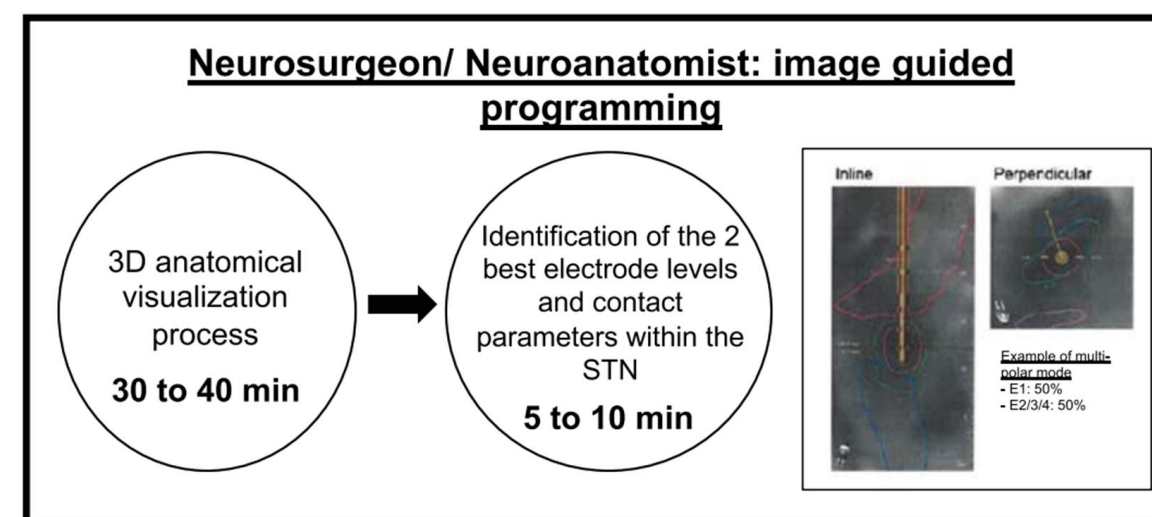 Neurosurgeon/ Neuroanatomist: image guided
programming
3D anatomical
visualization
process
30 to 40 min
Identification of the 2
best electrode levels
and contact
parameters within the
STN
5 to 10 min
Inline
Perpendicular
Example of multi-
polar mode
- E1: 50%
- E2/3/4: 50%